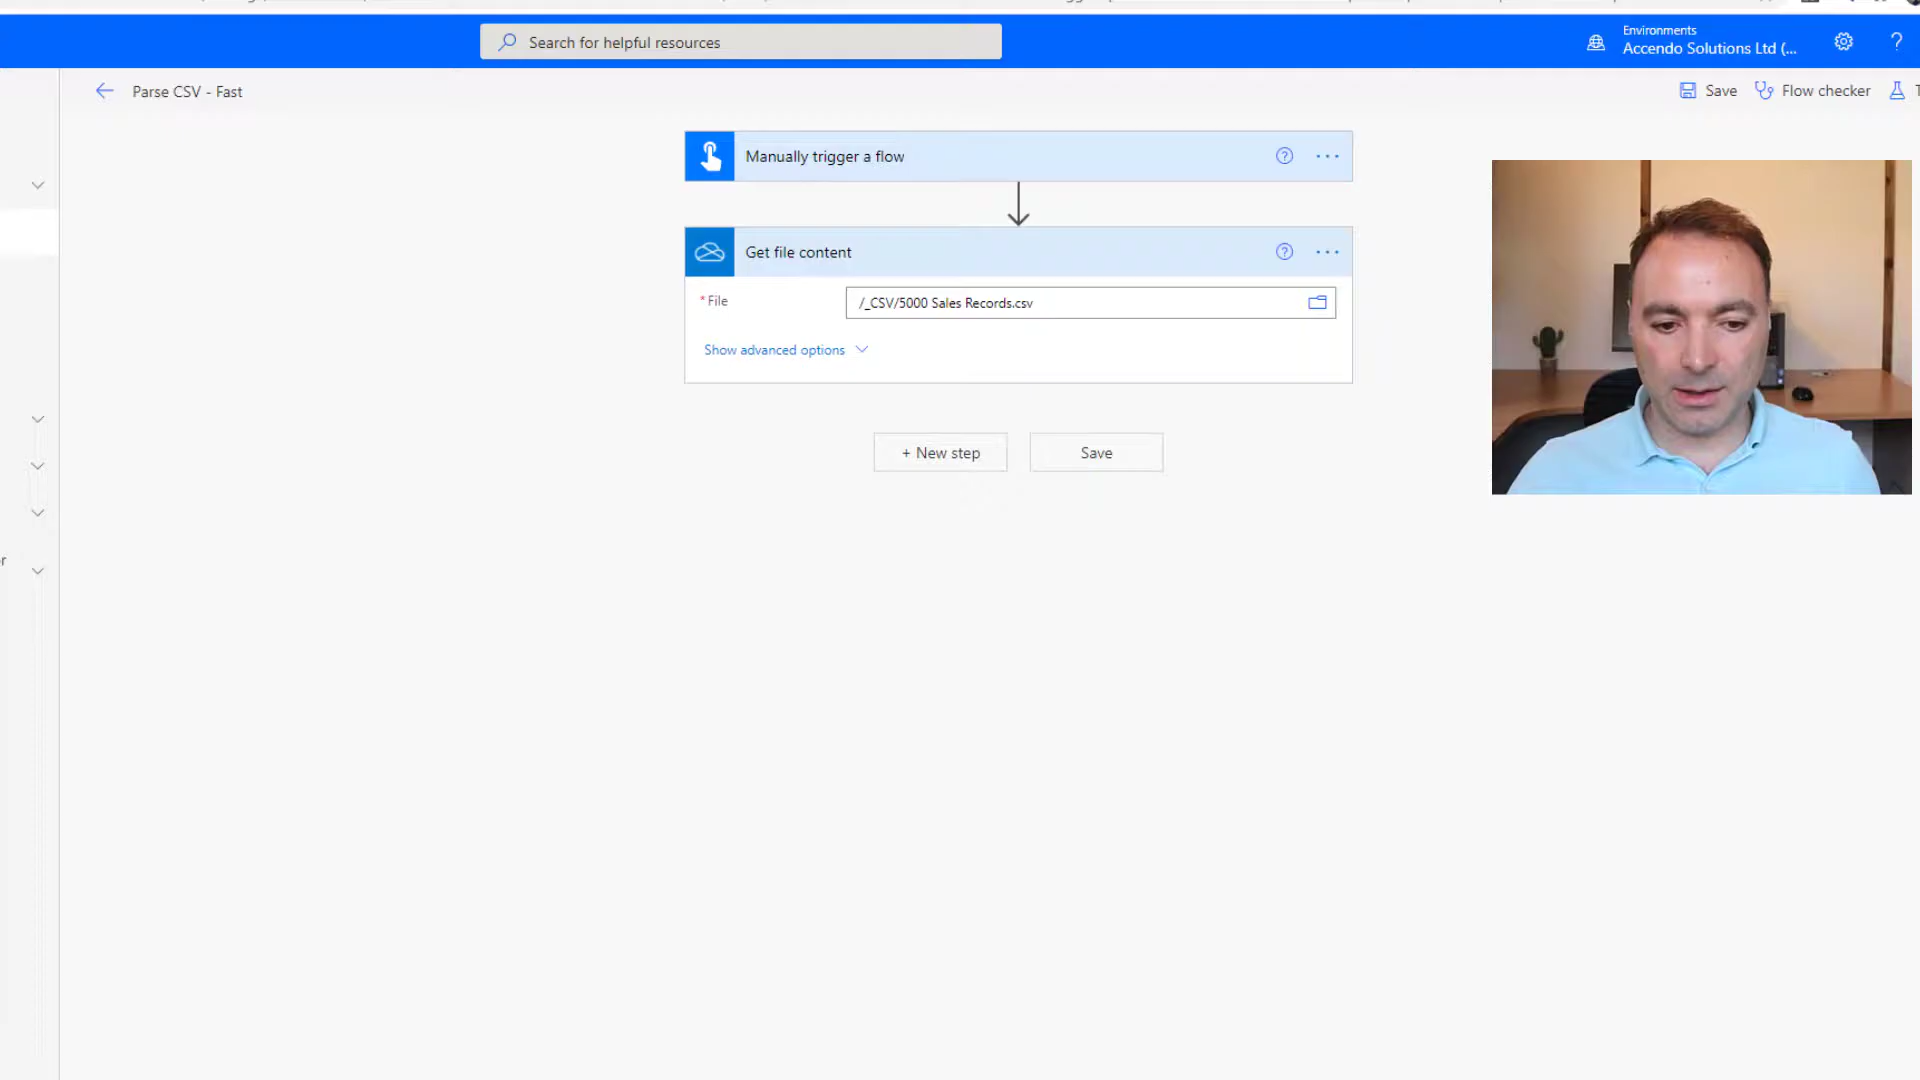 Search for helpful resources
Environments
Accendo Solutions Ltd (...
?
Parse CSV - Fast
Save
Flow checker
Manually trigger a flow
?
Get file content
?
* File
/_CSV/5000 Sales Records.csv
Show advanced options
+ New step
Save